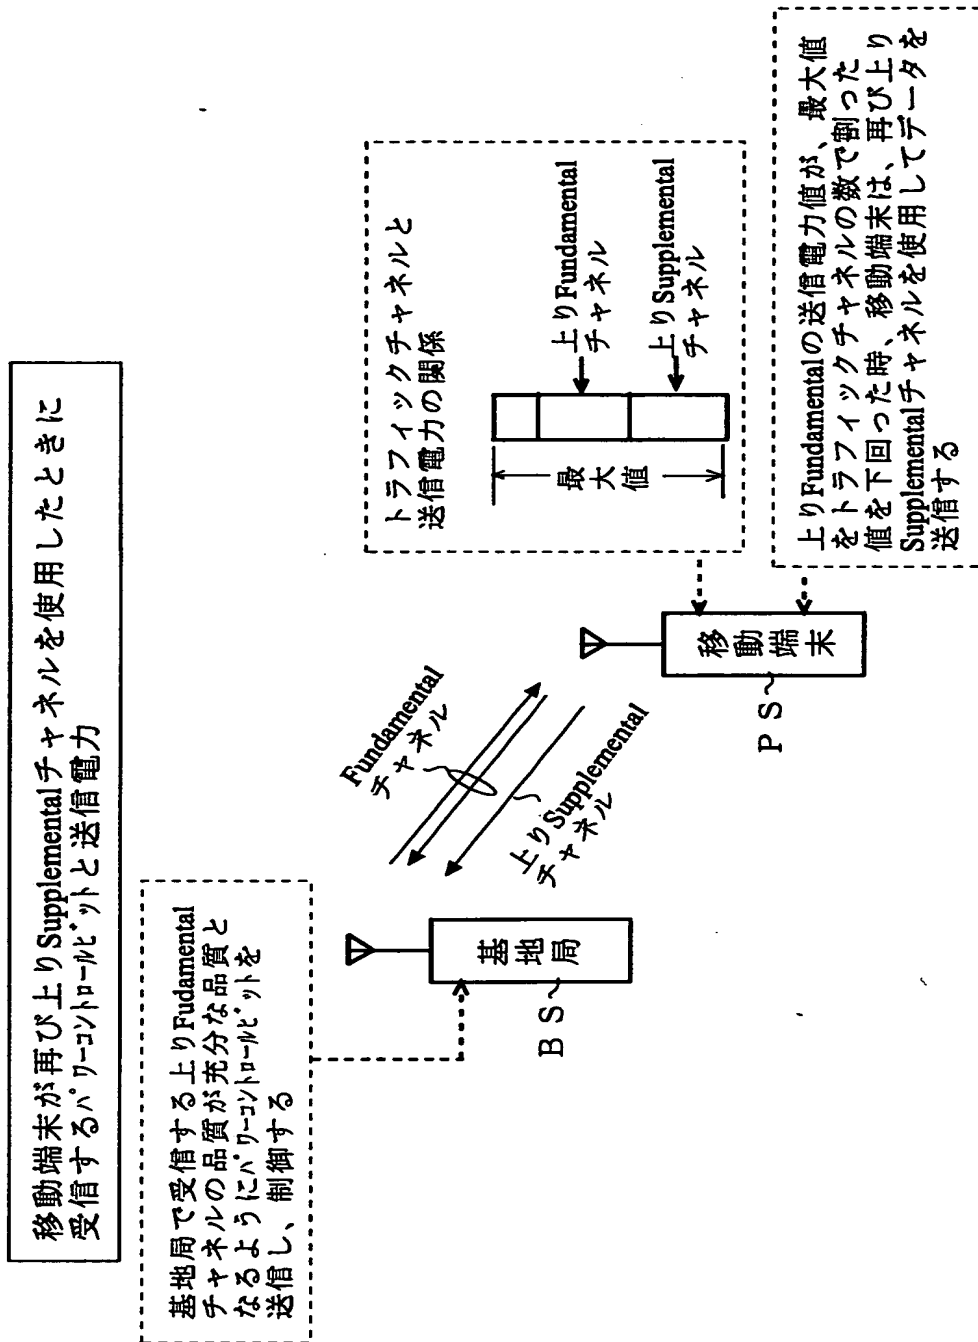 移動端末が再び上りSupplementalチャネルを使用したときに
受信するﾊﾟﾜｰｺﾝﾄﾛｰﾙﾋﾞｯﾄと送信電力
基地局で受信する上りFudamental
チャネルの品質が充分な品質と
なるようにﾊﾟﾜｰｺﾝﾄﾛｰﾙﾋﾞｯﾄを
送信し、制御する
基地局
BS
Fundamental
チャネル
上りSupplemental
チャネル
移動端末
PS
トラフィックチャネルと
送信電力の関係
最大値
上りFundamental
チャネル
上りSupplemental
チャネル
上りFundamentalの送信電力値が、最大値
をトラフィックチャネルの数で割った
値を下回った時、移動端末は、再び上り
Supplementalチャネルを使用してデータを
送信する